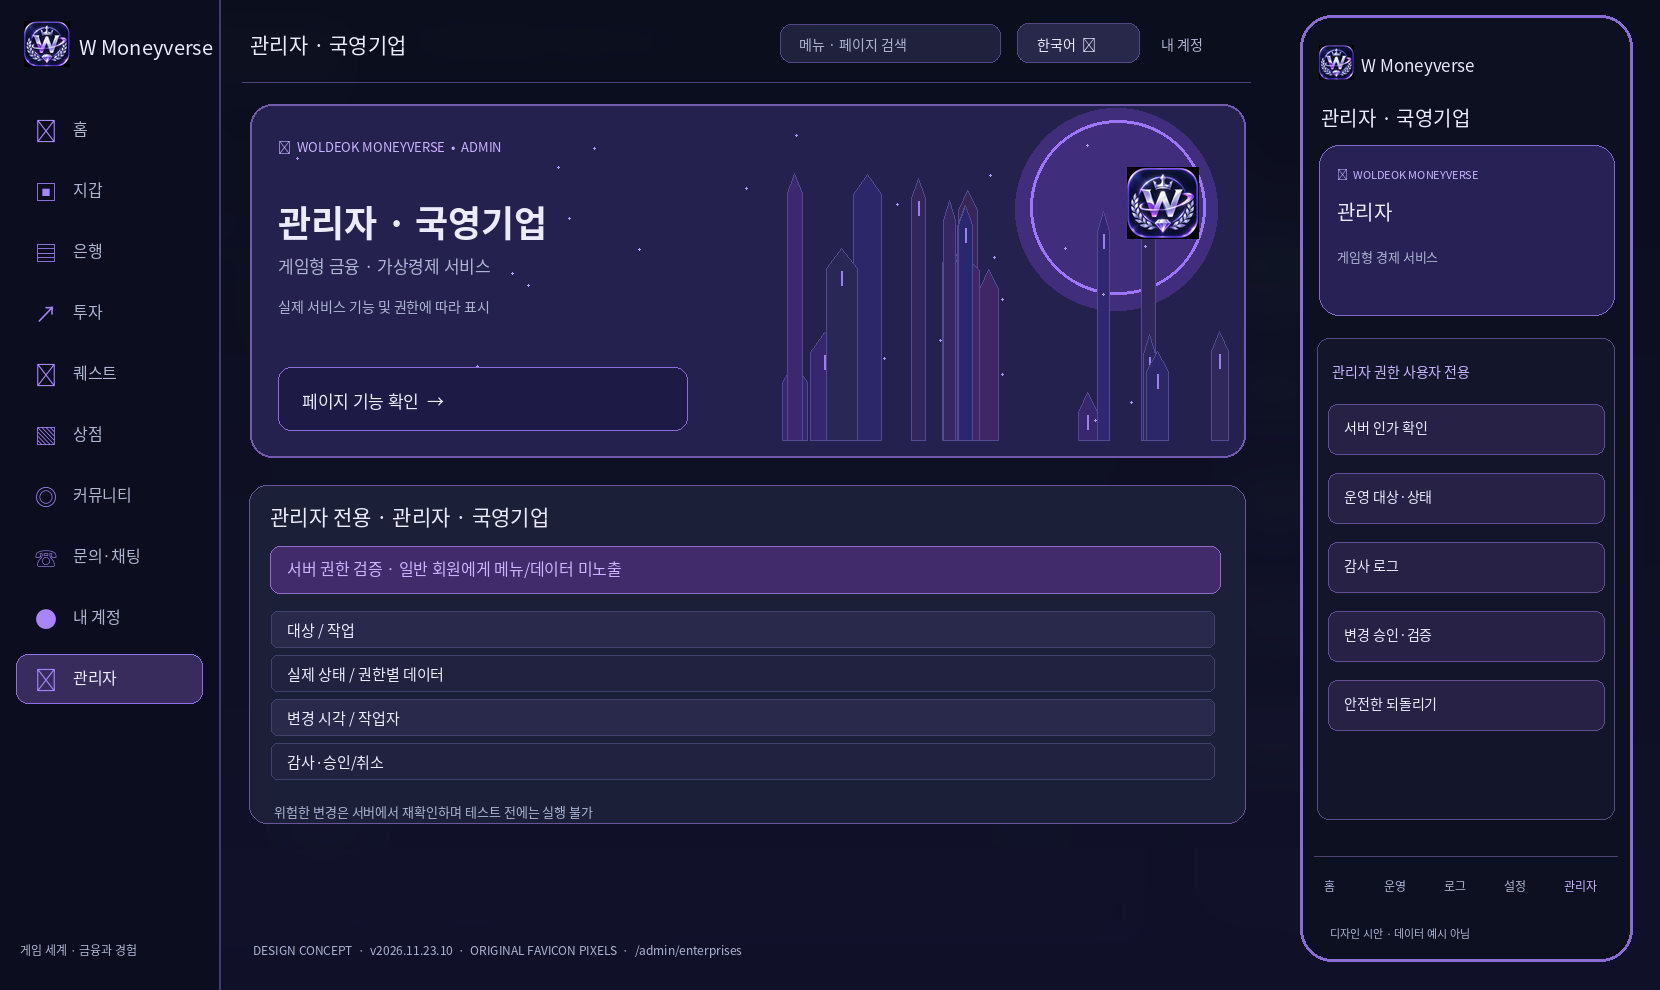 W Moneyverse
홈
지갑
은행
투자
퀘스트
상점
커뮤니티
문의·채팅
내 계정
관리자
게임 세계 · 금융과 경험
관리자 · 국영기업
메뉴 · 페이지 검색
한국어
내 계정
WOLDEOK MONEYVERSE • ADMIN
관리자 · 국영기업
게임형 금융 · 가상경제 서비스
실제 서비스 기능 및 권한에 따라 표시
페이지 기능 확인 →
W
관리자 전용 · 관리자 · 국영기업
서버 권한 검증 · 일반 회원에게 메뉴/데이터 미노출
대상 / 작업
실제 상태 / 권한별 데이터
변경 시각 / 작업자
감사·승인/취소
위험한 변경은 서버에서 재확인하며 테스트 전에는 실행 불가
DESIGN CONCEPT · v2026.11.23.10 · ORIGINAL FAVICON PIXELS · /admin/enterprises
W Moneyverse
관리자 · 국영기업
WOLDEOK MONEYVERSE
관리자
게임형 경제 서비스
관리자 권한 사용자 전용
서버 인가 확인
운영 대상·상태
감사 로그
변경 승인·검증
안전한 되돌리기
홈 운영 로그 설정 관리자
디자인 시안 · 데이터 예시 아님